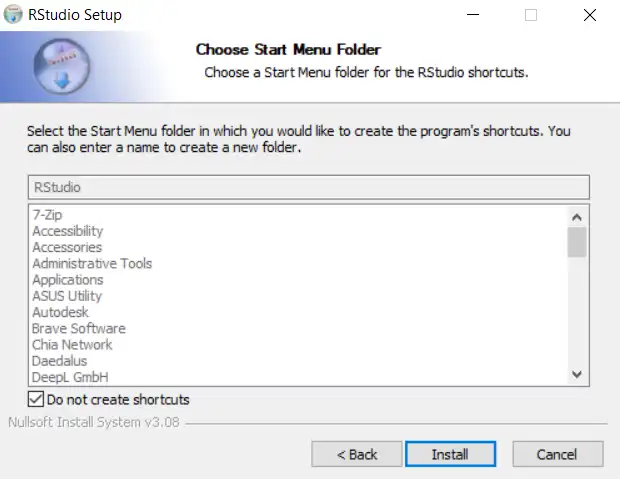 RStudio Setup
Choose Start Menu Folder
Choose a Start Menu folder for the RStudio shortcuts.
Select the Start Menu folder in which you would like to create the program's shortcuts. You
can also enter a name to create a new folder.
RStudio
7-Zip
Accessibility
Accessories
Administrative Tools
Applications
ASUS Utility
Autodesk
Brave Software
Chia Network
Daedalus
DeepL GmbH
Do not create shortcuts
Nullsoft Install System v3.08
< Back
Install
Cancel